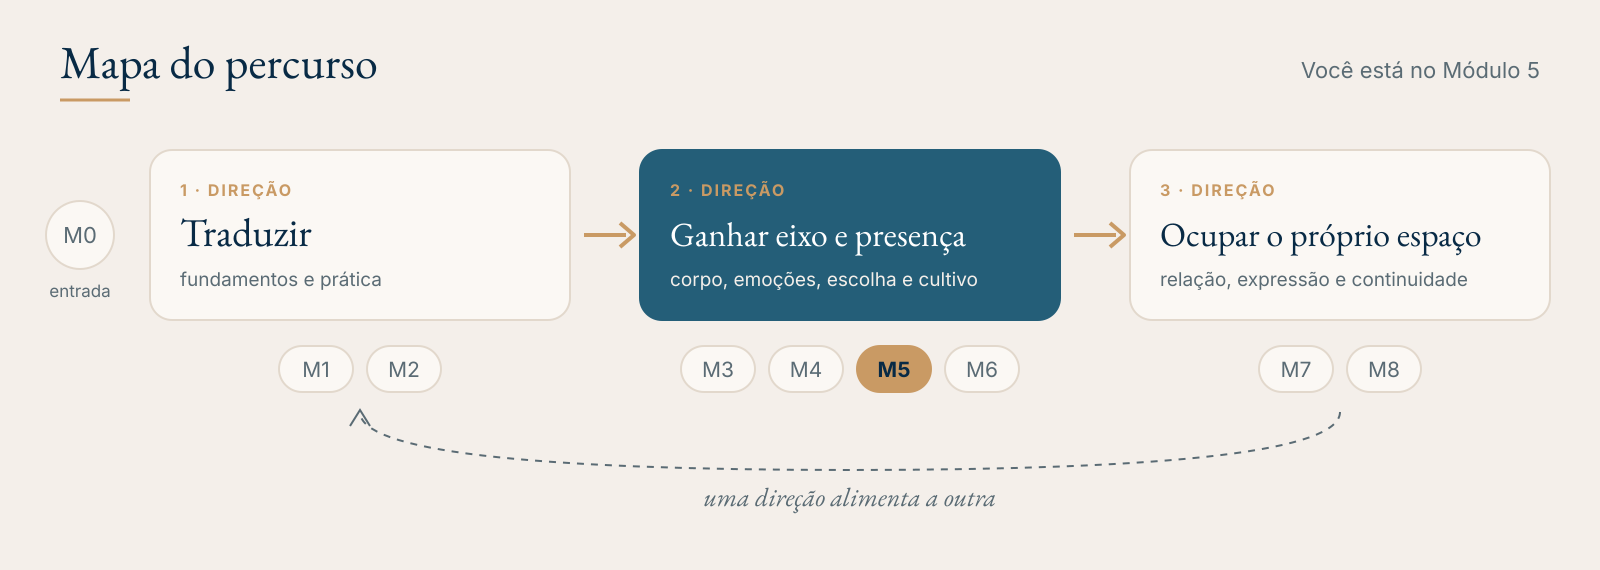 Mapa do percurso
Você está no Módulo 5
M0
entrada
1 · DIREÇÃO
Traduzir
fundamentos e prática
2 · DIREÇÃO
Ganhar eixo e presença
corpo, emoções, escolha e cultivo
3 · DIREÇÃO
Ocupar o próprio espaço
relação, expressão e continuidade
M1 M2
M3 M4 M5 M6
M7 M8
uma direção alimenta a outra